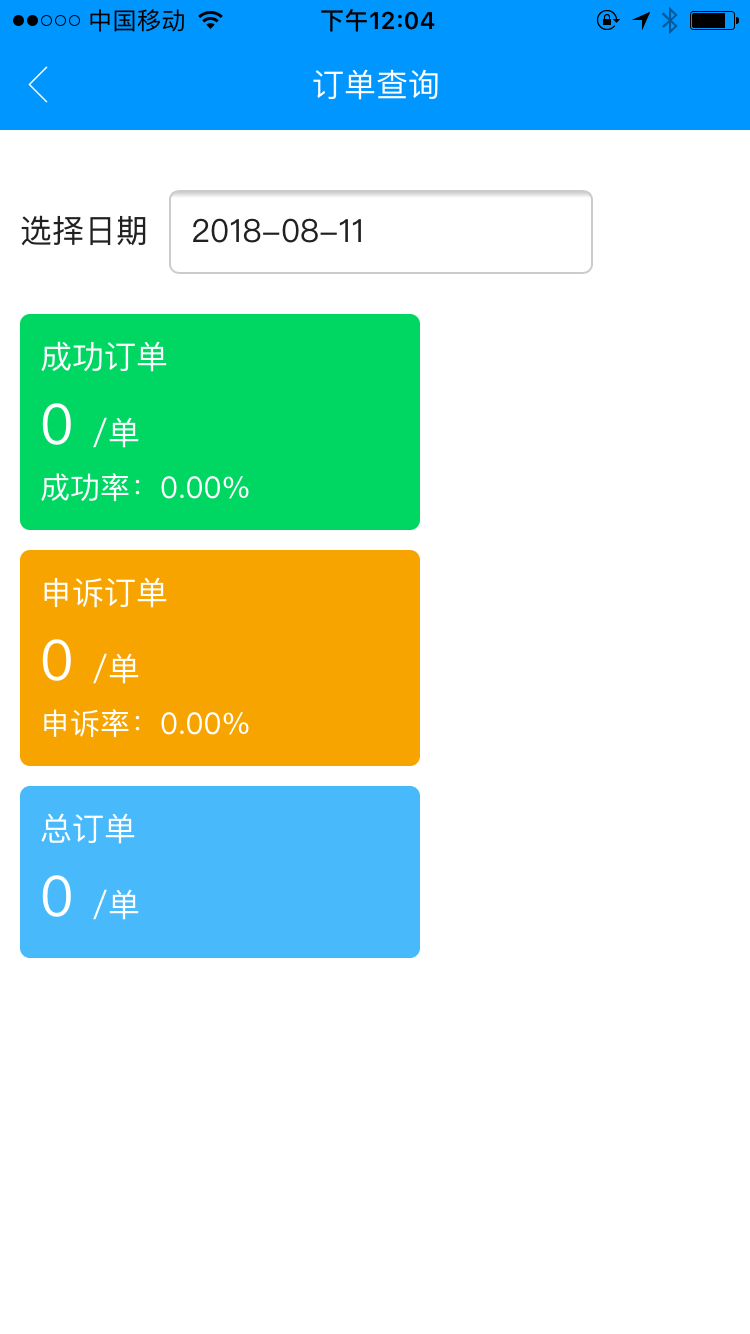 中国移动 下午12:04
订单查询
选择日期 2018-08-11
成功订单
0 /单
成功率：0.00%
申诉订单
0 /单
申诉率：0.00%
总订单
0 /单